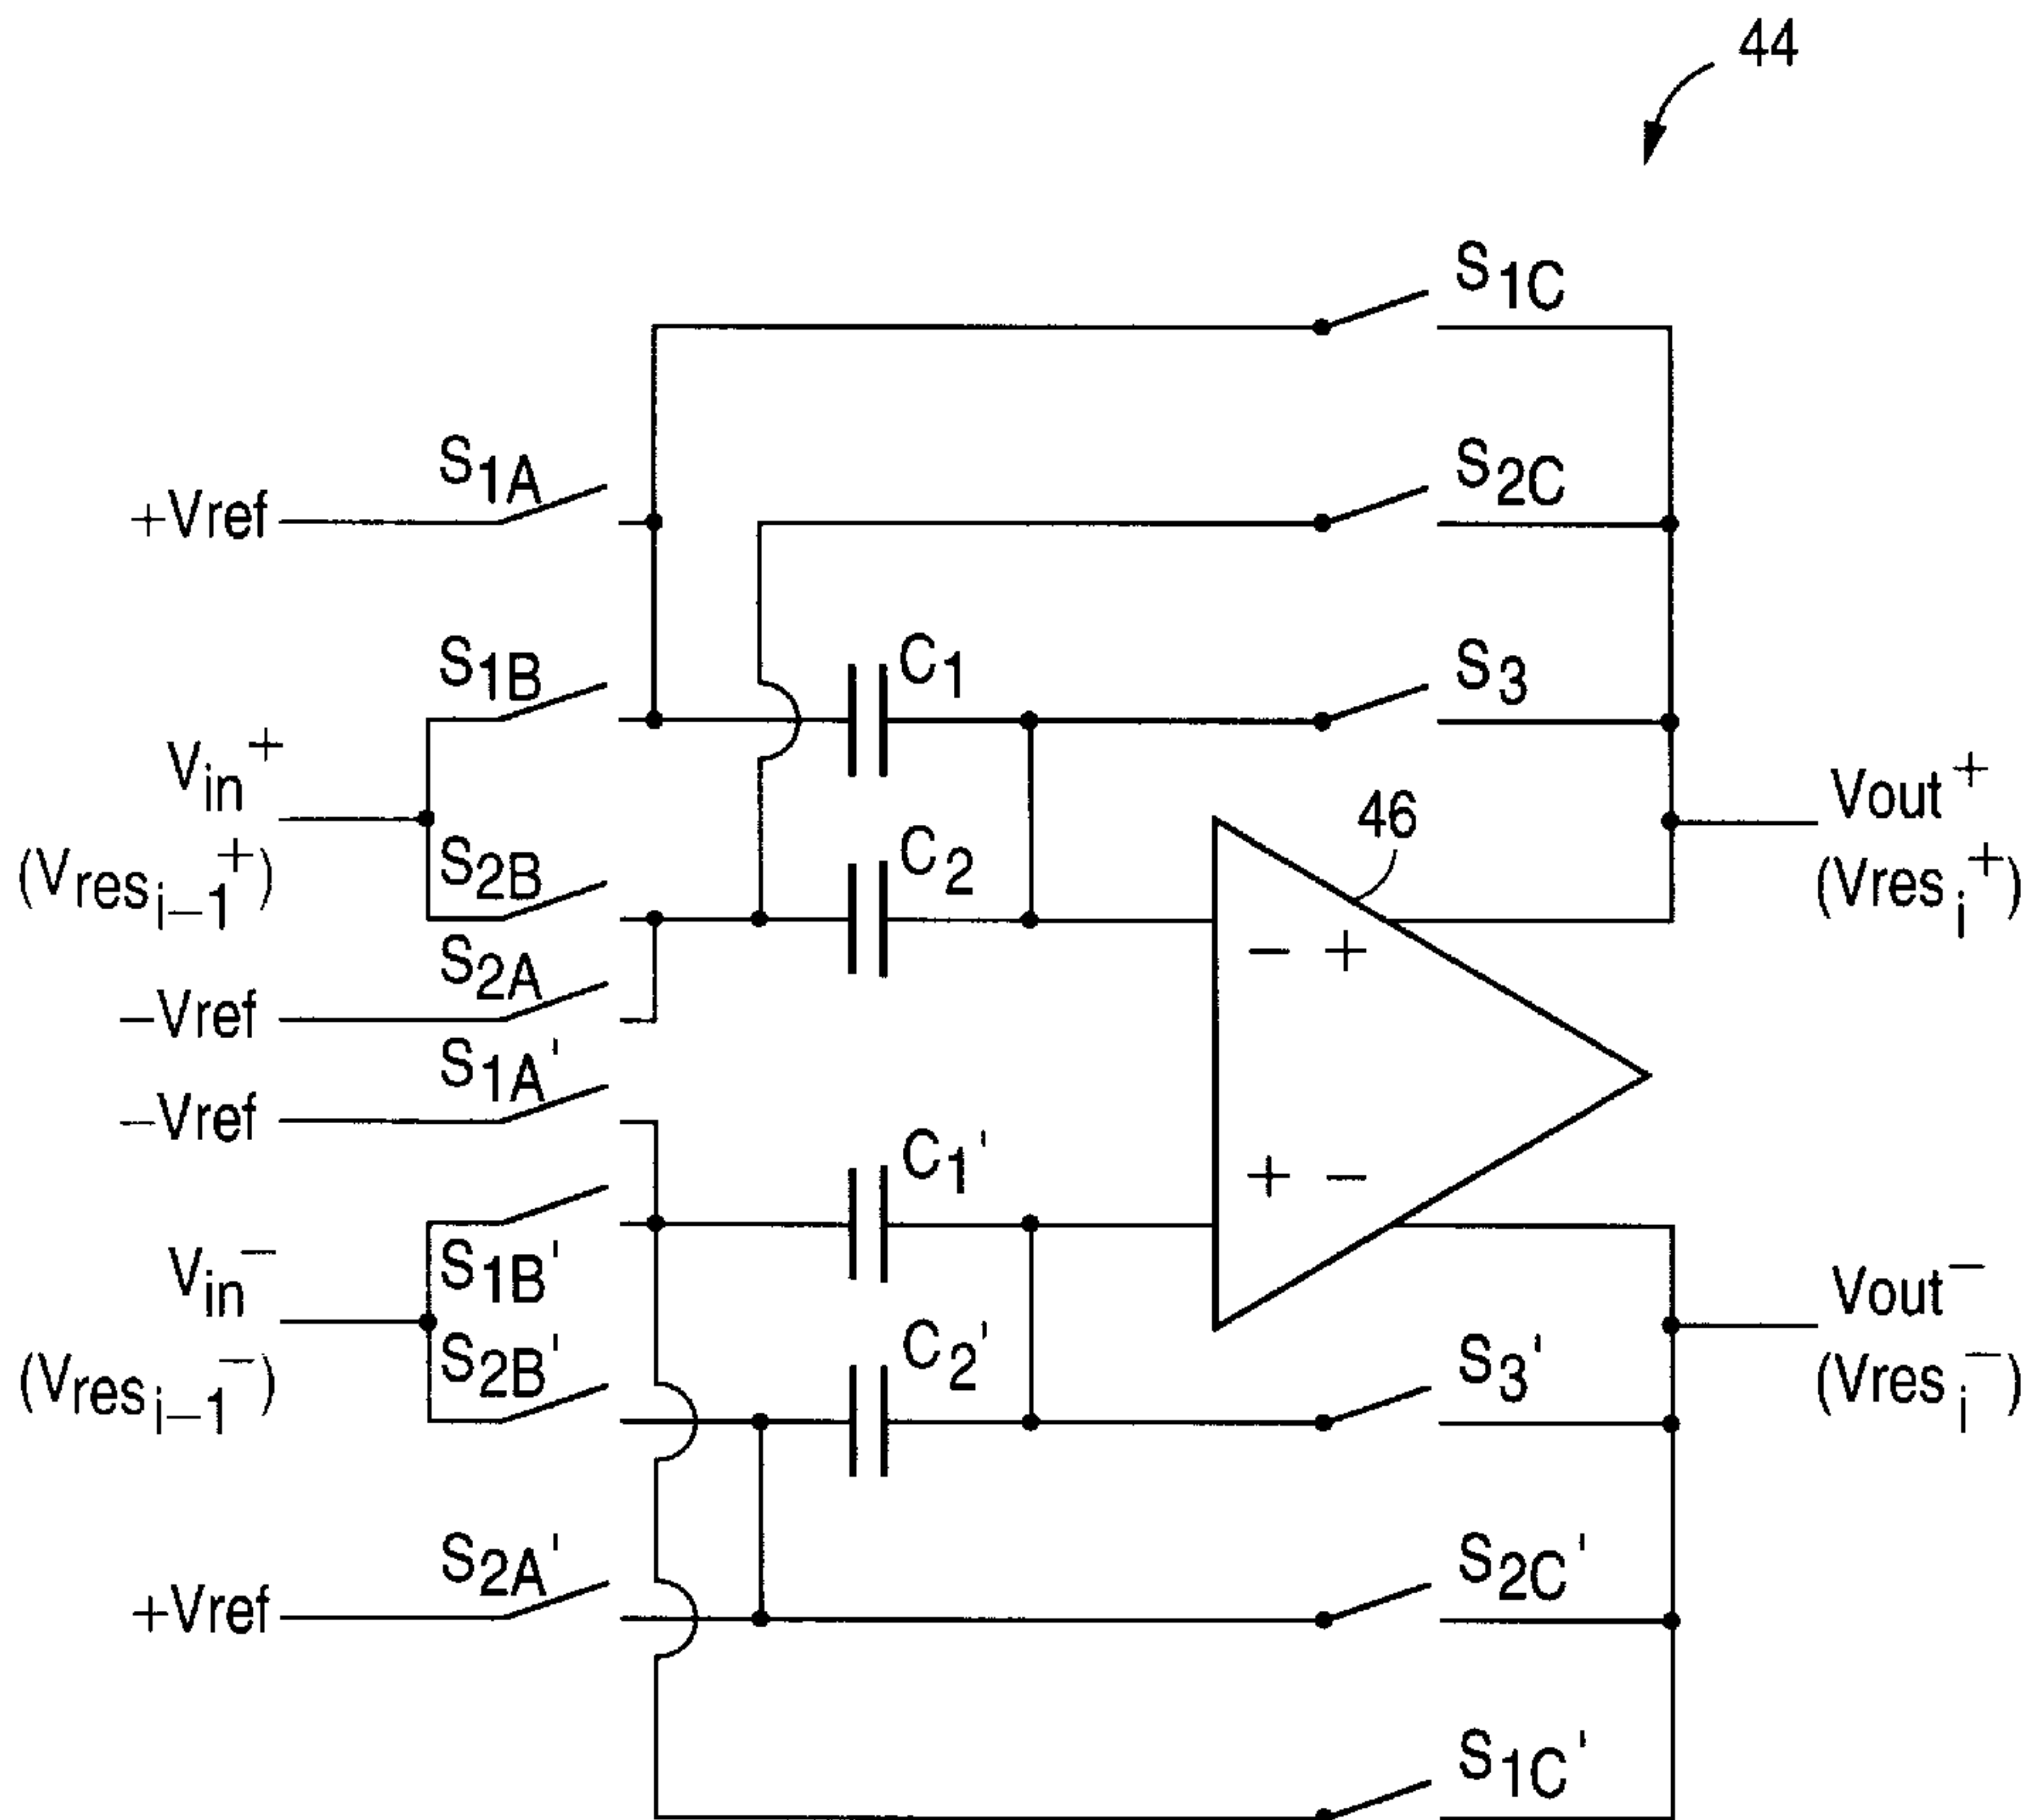 44
S1C
S1A
+Vref
S2C
S1B
C1
S3
Vin+
(Vresi–1+)
S2B
C2
46
Vout+
(Vresi+)
S2A
–Vref
– +
S1A'
–Vref
C1'
+ –
S1B'
Vin–
(Vresi–1–)
S2B'
C2'
S3'
Vout–
(Vresi–)
S2A'
+Vref
S2C'
S1C'